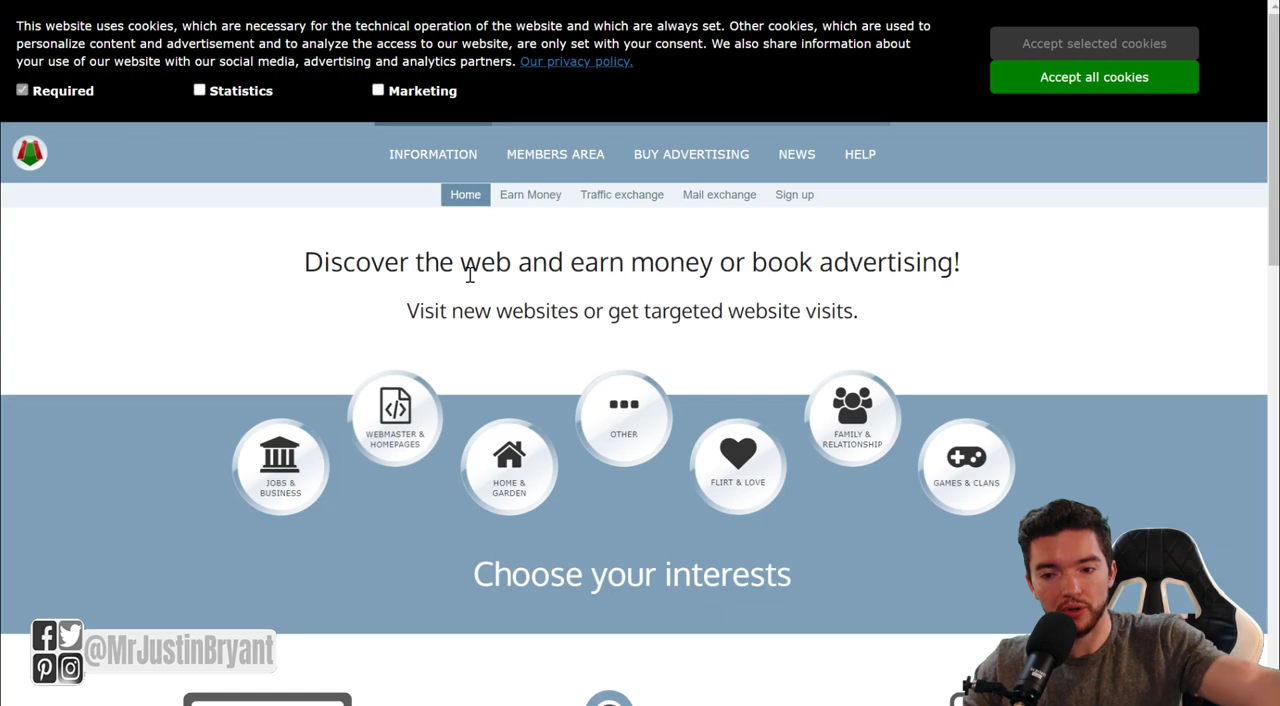 This website uses cookies, which are necessary for the technical operation of the website and which are always set. Other cookies, which are used to
personalize content and advertisement and to analyze the access to our website, are only set with your consent. We also share information about
your use of our website with our social media, advertising and analytics partners. Our privacy policy.
Accept selected cookies
Accept all cookies
Required
Statistics
Marketing
INFORMATION
MEMBERS AREA
BUY ADVERTISING
NEWS
HELP
Home
Earn Money
Traffic exchange
Mail exchange
Sign up
Discover the web and earn money or book advertising!
Visit new websites or get targeted website visits.
JOBS &
BUSINESS
WEBMASTER &
HOMEPAGES
HOME &
GARDEN
OTHER
FLIRT & LOVE
FAMILY &
RELATIONSHIP
GAMES & CLANS
Choose your interests
@MrJustinBryant